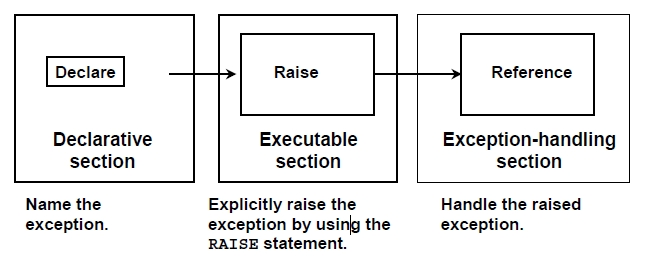 Declare
Raise
Reference
Declarative
section
Executable
section
Exception-handling
section
Name the
exception.
Explicitly raise the
exception by using the
RAISE statement.
Handle the raised
exception.